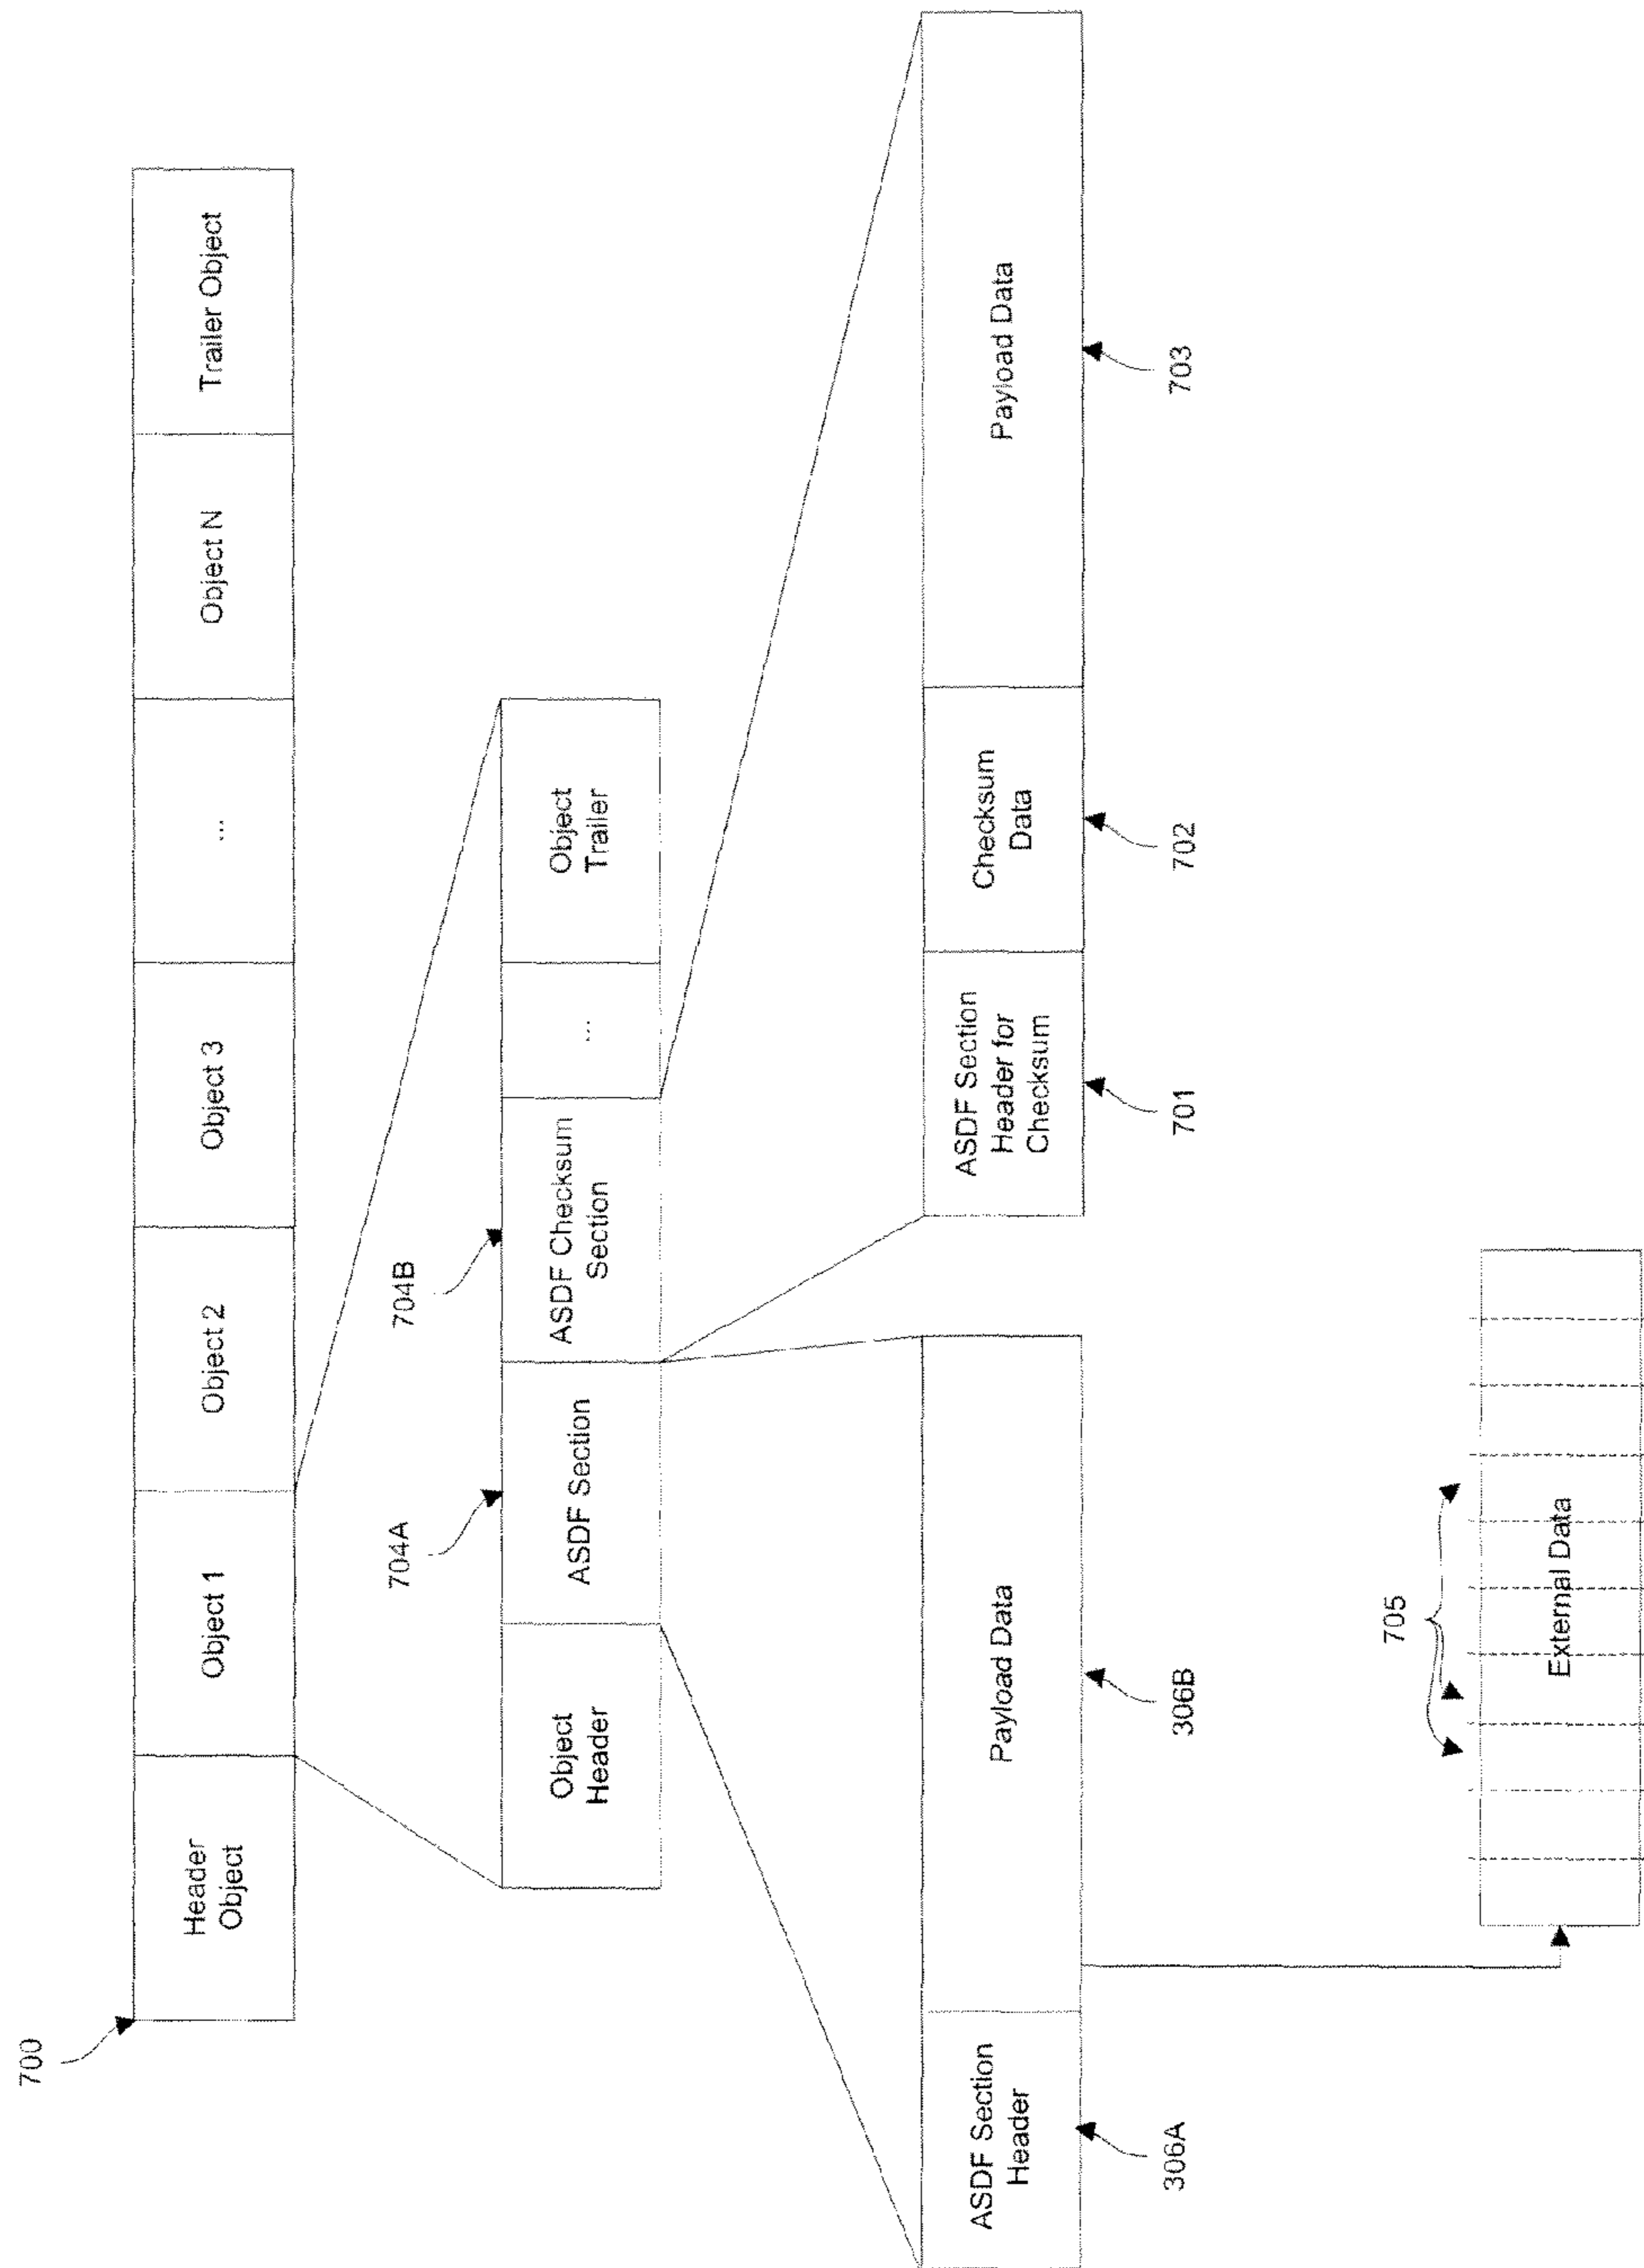 700
Header
Object
Object 1
Object 2
Object 3
...
Object N
Trailer Object
704A
704B
Object
Header
ASDF Section
ASDF Checksum
Section
...
Object
Trailer
ASDF Section
Header
Payload Data
ASDF Section
Header for
Checksum
Checksum
Data
Payload Data
306A
306B
701
702
703
705
External Data